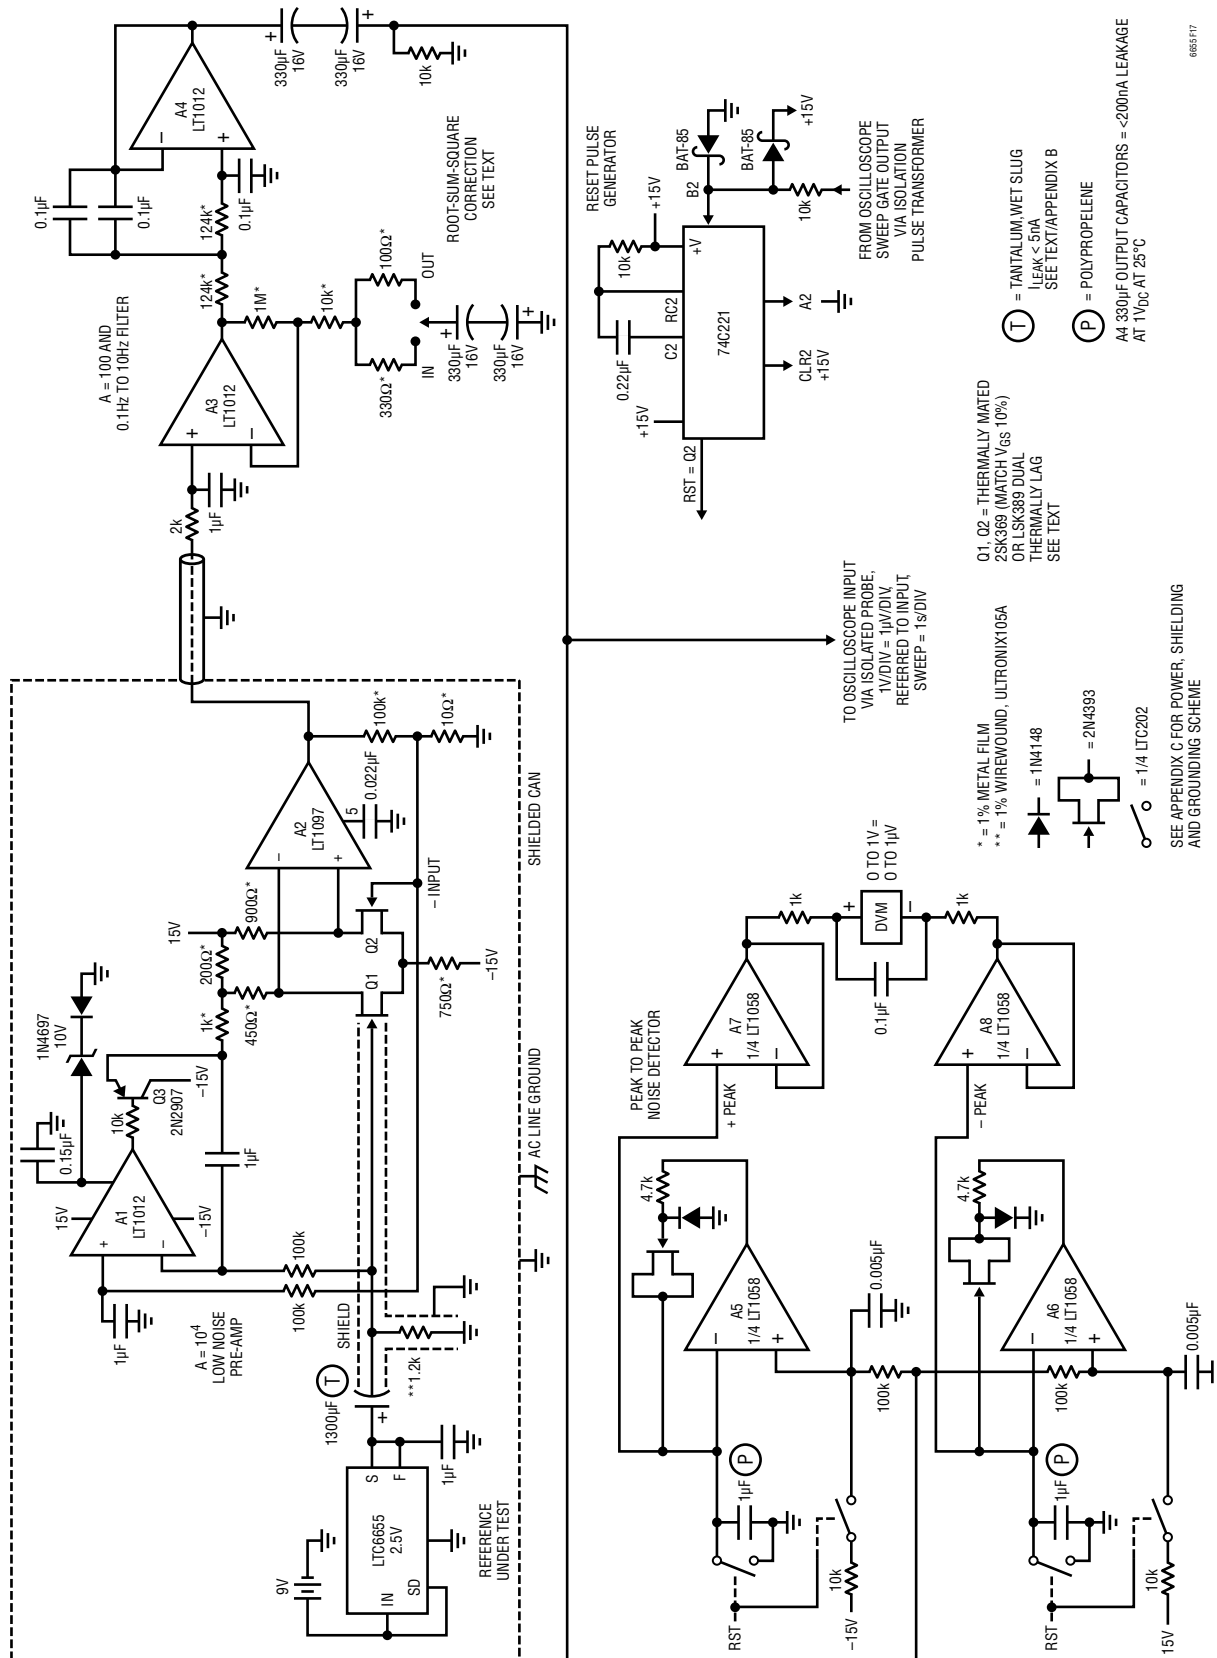 9V
IN
SD
LTC6655
2.5V
S
F
REFERENCE
UNDER TEST
1µF
1300µF
T
+
SHIELD
**1.2k
A = 10⁴
LOW NOISE
PRE-AMP
1µF
100k
100k
15V
A1
LT1012
+
–
–15V
0.15µF
1N4697
10V
10k
Q3
2N2907
–15V
1µF
1k*
200Ω*
15V
450Ω*
900Ω*
Q1
Q2
750Ω*
–15V
– INPUT
A2
LT1097
–
+
5
0.022µF
100k*
10Ω*
SHIELDED CAN
AC LINE GROUND
2k
1µF
A = 100 AND
0.1Hz TO 10Hz FILTER
A3
LT1012
+
–
124k*
1M*
10k*
330Ω*
100Ω*
IN
OUT
+
330µF
16V
330µF
16V
+
ROOT-SUM-SQUARE
CORRECTION
SEE TEXT
0.1µF
0.1µF
124k*
0.1µF
A4
LT1012
–
+
+
330µF
16V
330µF
16V
+
10k
TO OSCILLOSCOPE INPUT
VIA ISOLATED PROBE,
1V/DIV = 1µV/DIV,
REFERRED TO INPUT,
SWEEP = 1s/DIV
RESET PULSE
GENERATOR
+15V
0.22µF
10k
+15V
C2
RC2
+V
74C221
RST = Q2
CLR2
+15V
A2
B2
BAT-85
BAT-85
+15V
10k
FROM OSCILLOSCOPE
SWEEP GATE OUTPUT
VIA ISOLATION
PULSE TRANSFORMER
PEAK TO PEAK
NOISE DETECTOR
RST
1µF
P
10k
–15V
4.7k
A5
1/4 LT1058
–
+
0.005µF
100k
+ PEAK
A7
1/4 LT1058
+
–
1k
0.1µF
+
DVM
–
0 TO 1V =
0 TO 1µV
1k
RST
1µF
P
10k
15V
4.7k
A6
1/4 LT1058
–
+
100k
0.005µF
– PEAK
A8
1/4 LT1058
+
–
* = 1% METAL FILM
** = 1% WIREWOUND, ULTRONIX105A
= 1N4148
= 2N4393
= 1/4 LTC202
SEE APPENDIX C FOR POWER, SHIELDING
AND GROUNDING SCHEME
Q1, Q2 = THERMALLY MATED
2SK369 (MATCH VGS 10%)
OR LSK389 DUAL
THERMALLY LAG
SEE TEXT
T = TANTALUM,WET SLUG
ILEAK < 5nA
SEE TEXT/APPENDIX B
P = POLYPROPELENE
A4 330µF OUTPUT CAPACITORS = <200nA LEAKAGE
AT 1VDC AT 25°C
6655 F17